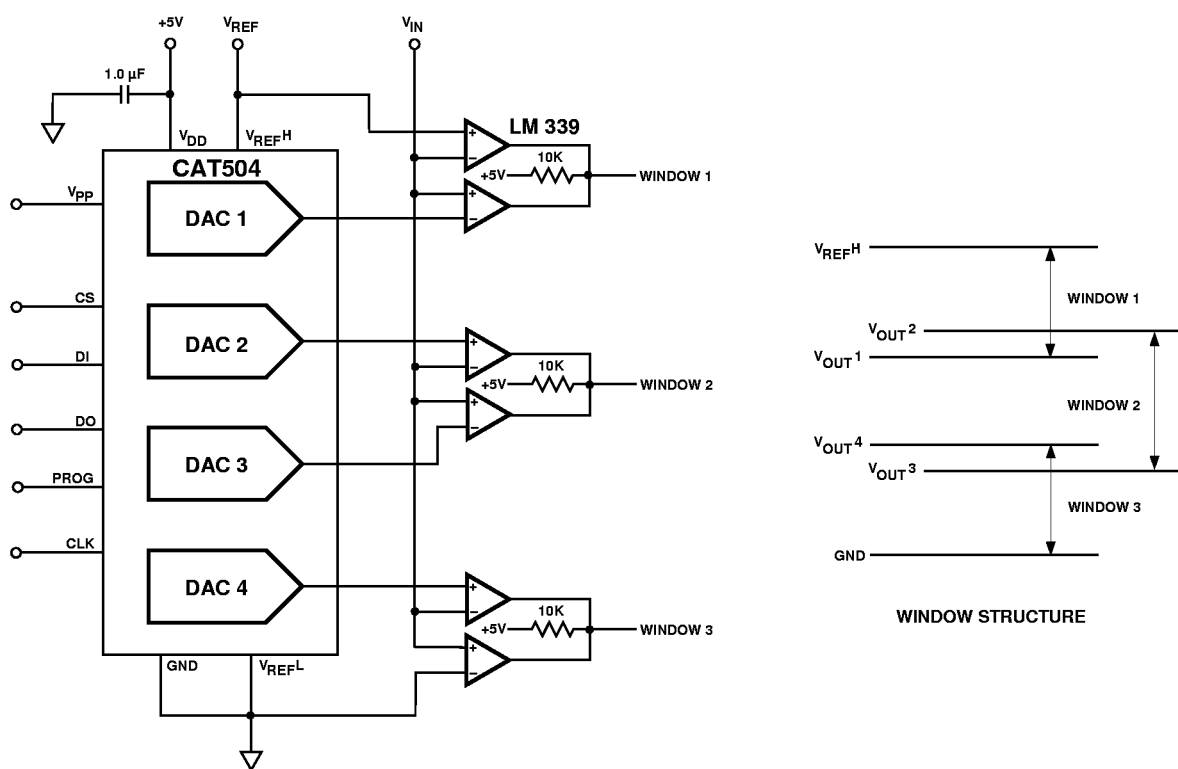 +5V
VREF
VIN
1.0 µF
VDD
VREFH
LM 339
CAT504
+
−
10K
+5V
WINDOW 1
VPP
DAC 1
+
−
CS
DAC 2
+
−
DI
10K
+5V
WINDOW 2
+
−
DO
DAC 3
PROG
CLK
DAC 4
+
−
10K
+5V
WINDOW 3
+
−
GND
VREFL
VREFH
WINDOW 1
VOUT2
VOUT1
WINDOW 2
VOUT4
VOUT3
WINDOW 3
GND
WINDOW STRUCTURE